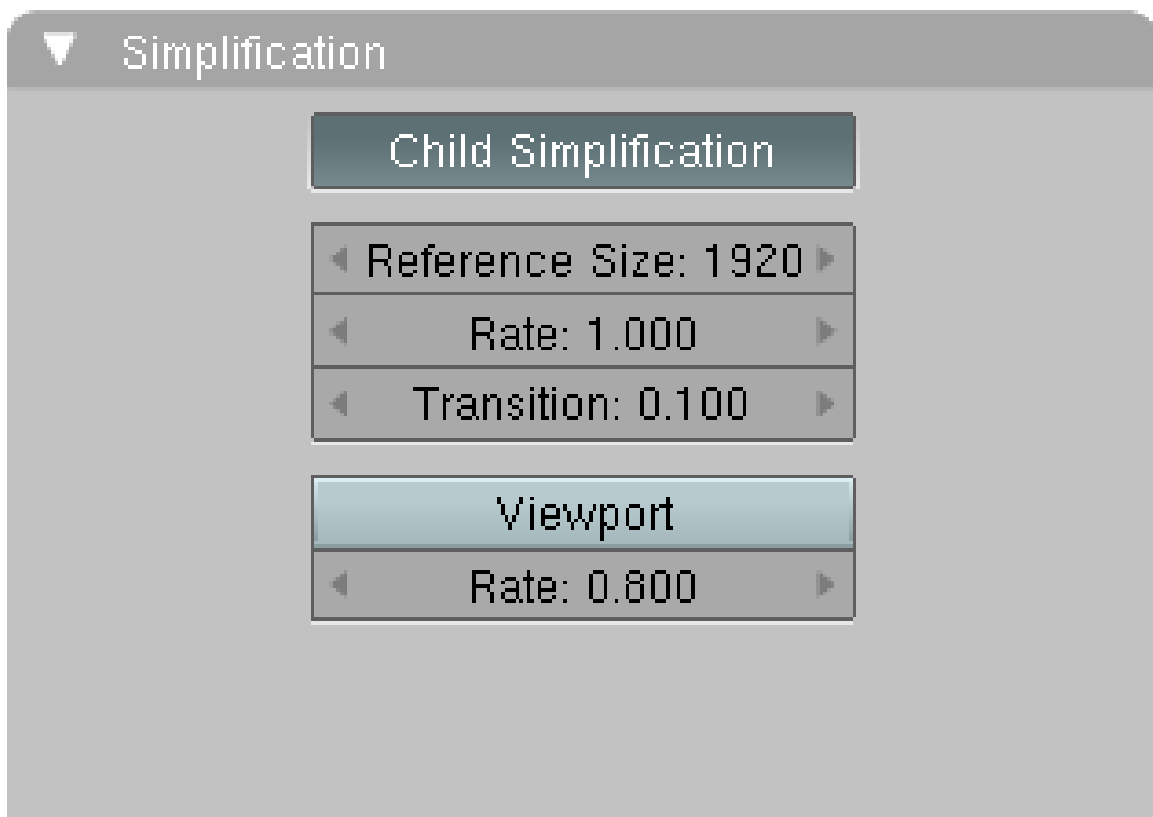 Simplification
Child Simplification
Reference Size: 1920
Rate: 1.000
Transition: 0.100
Viewport
Rate: 0.800